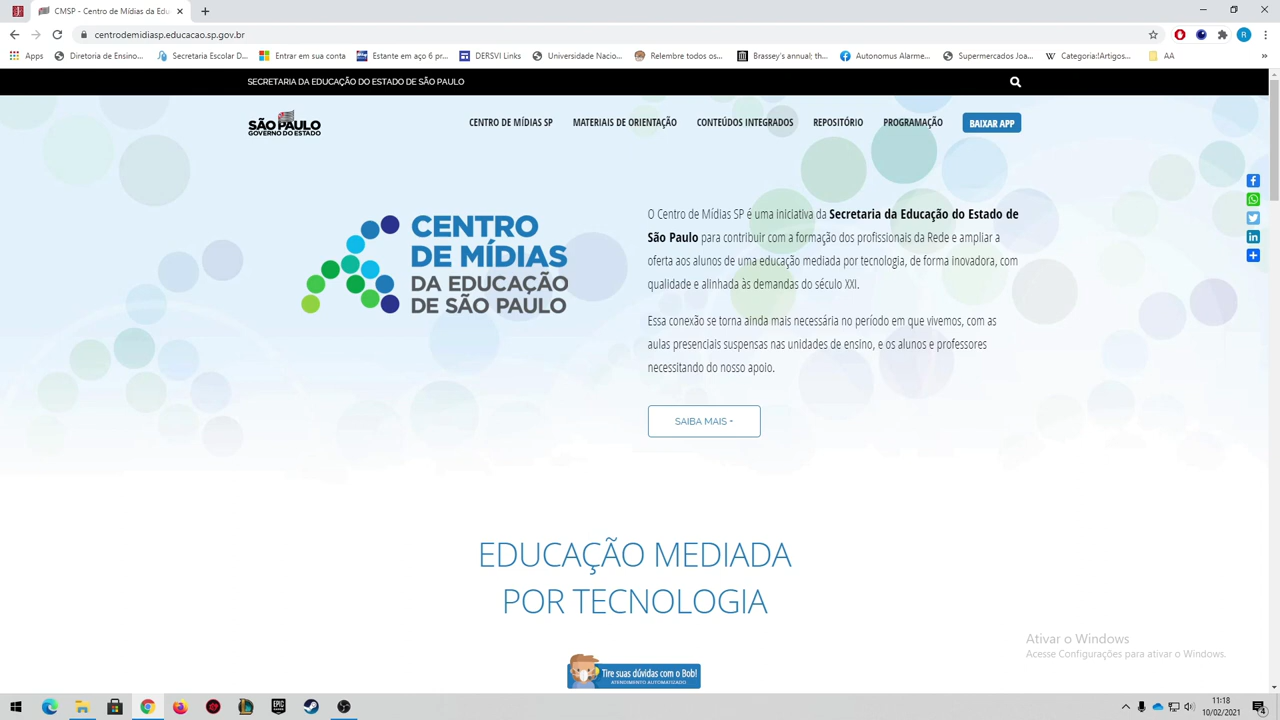 CMSP - Centro de Mídias da Edu
centrodemidiasp.educacao.sp.gov.br
R
Apps
Diretoria de Ensino...
Secretaria Escolar D...
Entrar em sua conta
Estante em aço 6 pr...
DERSVI Links
Universidade Nacio...
Relembre todos os...
Brassey's annual; th...
Autonomus Alarme...
Supermercados Joa...
Categoria:!Artigos...
AA
SECRETARIA DA EDUCAÇÃO DO ESTADO DE SÃO PAULO
SÃO PAULO
GOVERNO DO ESTADO
CENTRO DE MÍDIAS SP
MATERIAIS DE ORIENTAÇÃO
CONTEÚDOS INTEGRADOS
REPOSITÓRIO
PROGRAMAÇÃO
BAIXAR APP
CENTRO
DE MÍDIAS
DA EDUCAÇÃO
DE SÃO PAULO
O Centro de Mídias SP é uma iniciativa da Secretaria da Educação do Estado de
São Paulo para contribuir com a formação dos profissionais da Rede e ampliar a
oferta aos alunos de uma educação mediada por tecnologia, de forma inovadora, com
qualidade e alinhada às demandas do século XXI.
Essa conexão se torna ainda mais necessária no período em que vivemos, com as
aulas presenciais suspensas nas unidades de ensino, e os alunos e professores
necessitando do nosso apoio.
SAIBA MAIS
EDUCAÇÃO MEDIADA
POR TECNOLOGIA
Tire suas dúvidas com o Bob!
ATENDIMENTO AUTOMATIZADO
Ativar o Windows
Acesse Configurações para ativar o Windows.
EPIC
11:18
10/02/2021
4